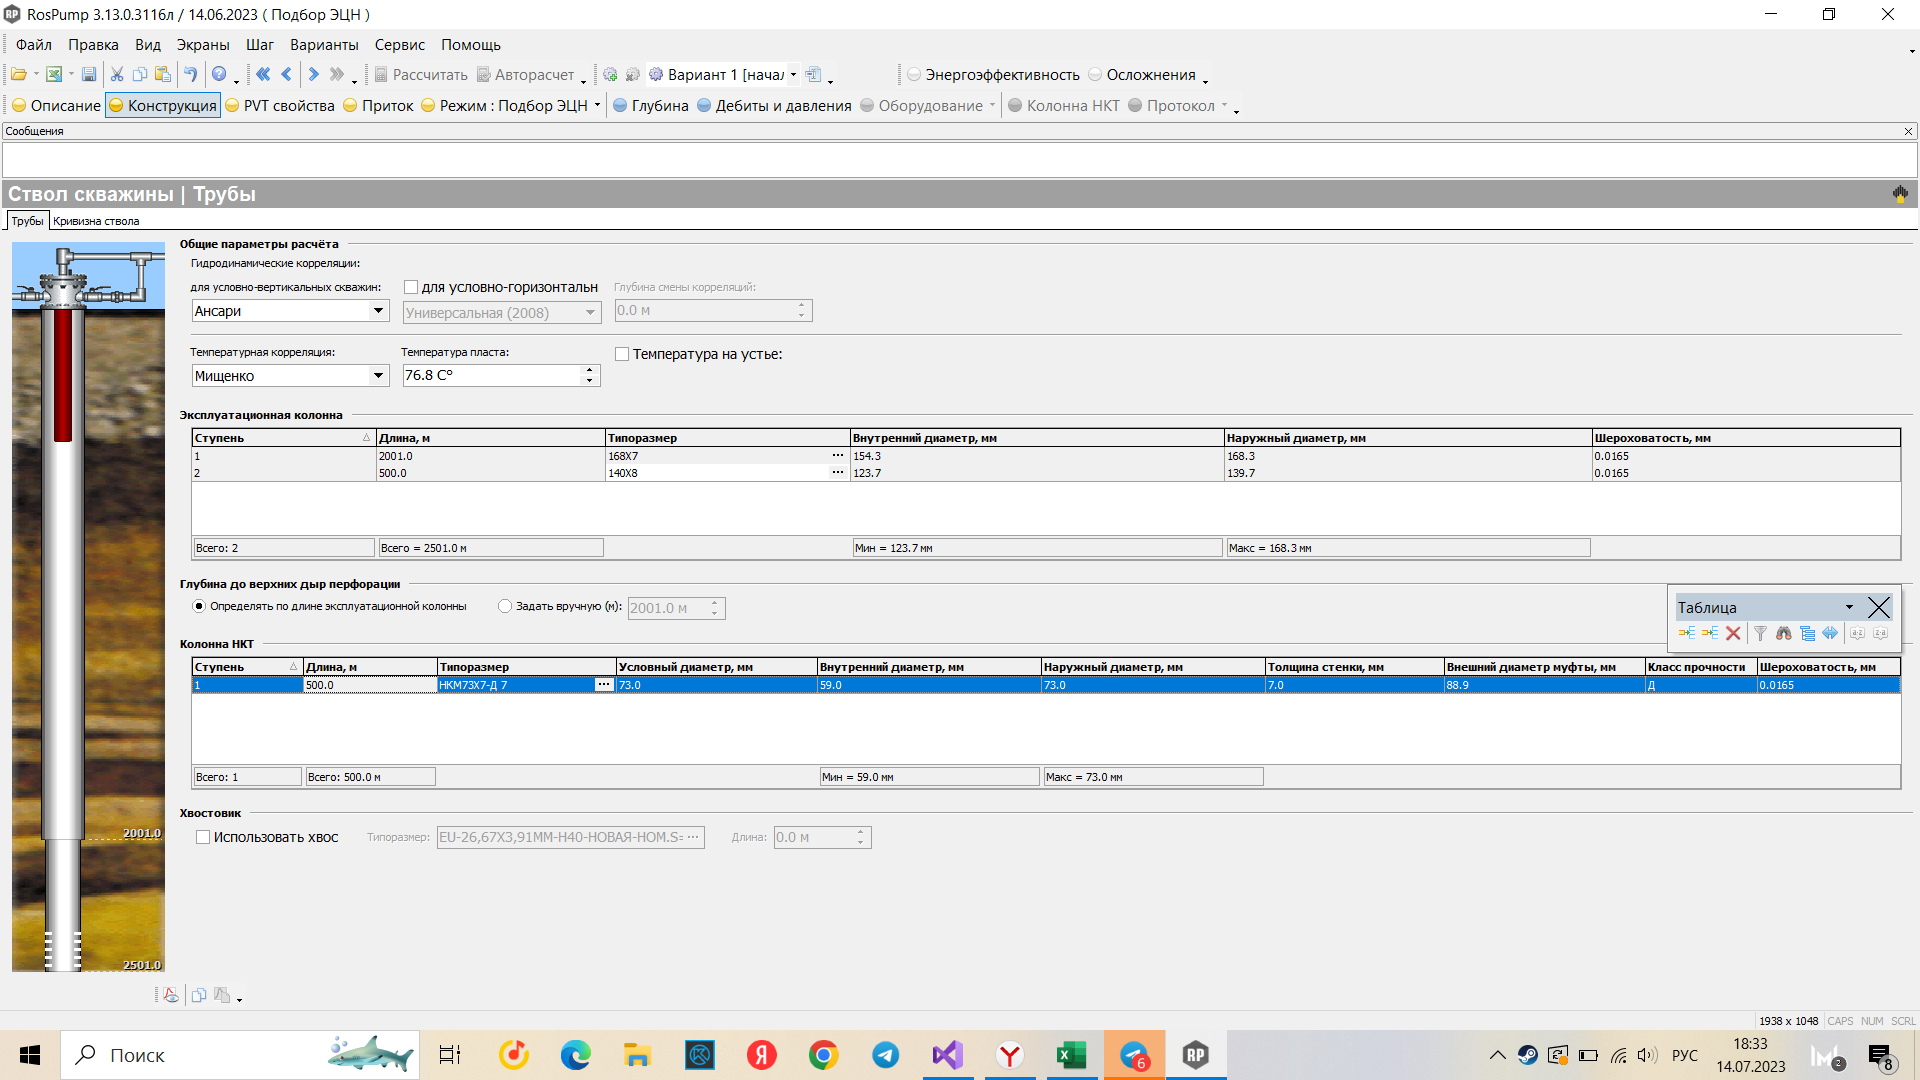 RosPump 3.13.0.3116л / 14.06.2023 ( Подбор ЭЦН )
Файл Правка Вид Экраны Шаг Варианты Сервис Помощь
Рассчитать Авторасчет Вариант 1 [начал Энергоэффективность Осложнения
Описание Конструкция PVT свойства Приток Режим : Подбор ЭЦН Глубина Дебиты и давления Оборудование Колонна НКТ Протокол
Сообщения
Ствол скважины | Трубы
Трубы Кривизна ствола
Общие параметры расчёта
Гидродинамические корреляции:
для условно-вертикальных скважин: для условно-горизонтальн Глубина смены корреляций:
Ансари Универсальная (2008) 0.0 м
Температурная корреляция: Температура пласта: Температура на устье:
Мищенко 76.8 C°
Эксплуатационная колонна
Ступень Длина, м Типоразмер Внутренний диаметр, мм Наружный диаметр, мм Шероховатость, мм
1 2001.0 168X7 ... 154.3 168.3 0.0165
2 500.0 140X8 ... 123.7 139.7 0.0165
Всего: 2 Всего = 2501.0 м Мин = 123.7 мм Макс = 168.3 мм
Глубина до верхних дыр перфорации
Определять по длине эксплуатационной колонны Задать вручную (м): 2001.0 м
Таблица
Колонна НКТ
Ступень Длина, м Типоразмер Условный диаметр, мм Внутренний диаметр, мм Наружный диаметр, мм Толщина стенки, мм Внешний диаметр муфты, мм Класс прочности Шероховатость, мм
1 500.0 НКМ73X7-Д 7 ... 73.0 59.0 73.0 7.0 88.9 Д 0.0165
Всего: 1 Всего: 500.0 м Мин = 59.0 мм Макс = 73.0 мм
Хвостовик
Использовать хвос Типоразмер: EU-26,67X3,91ММ-H40-НОВАЯ-НОМ.S= ... Длина: 0.0 м
2001.0
2501.0
1938 x 1048 CAPS NUM SCRL
Поиск
6
RP
РУС
18:33
14.07.2023
2
8